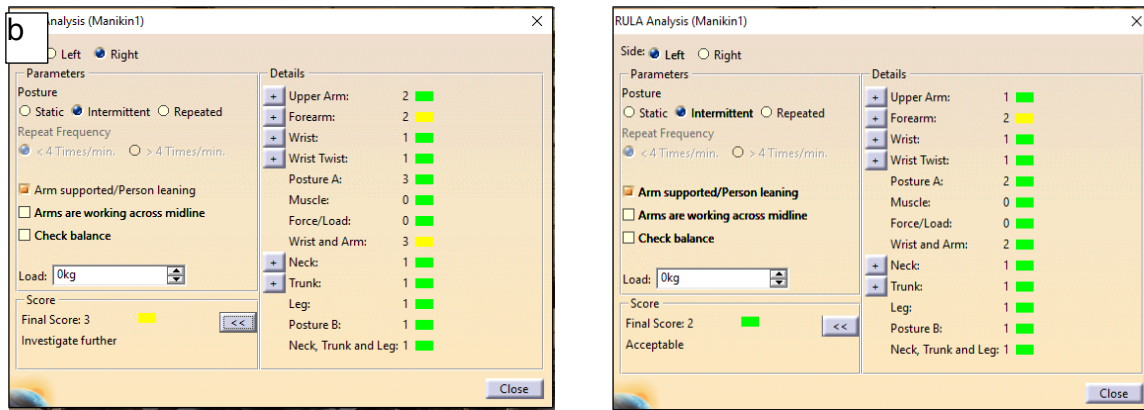 b
nalysis (Manikin1)
Left Right
Parameters
Posture
Static Intermittent Repeated
Repeat Frequency
< 4 Times/min. > 4 Times/min.
Arm supported/Person leaning
Arms are working across midline
Check balance
Load: 0kg
Score
Final Score: 3
<<
Investigate further
Details
+ Upper Arm: 2
+ Forearm: 2
+ Wrist: 1
+ Wrist Twist: 1
Posture A: 3
Muscle: 0
Force/Load: 0
Wrist and Arm: 3
+ Neck: 1
+ Trunk: 1
Leg: 1
Posture B: 1
Neck, Trunk and Leg: 1
Close
RULA Analysis (Manikin1)
Side: Left Right
Parameters
Posture
Static Intermittent Repeated
Repeat Frequency
< 4 Times/min. > 4 Times/min.
Arm supported/Person leaning
Arms are working across midline
Check balance
Load: 0kg
Score
Final Score: 2
<<
Acceptable
Details
+ Upper Arm: 1
+ Forearm: 2
+ Wrist: 1
+ Wrist Twist: 1
Posture A: 2
Muscle: 0
Force/Load: 0
Wrist and Arm: 2
+ Neck: 1
+ Trunk: 1
Leg: 1
Posture B: 1
Neck, Trunk and Leg: 1
Close